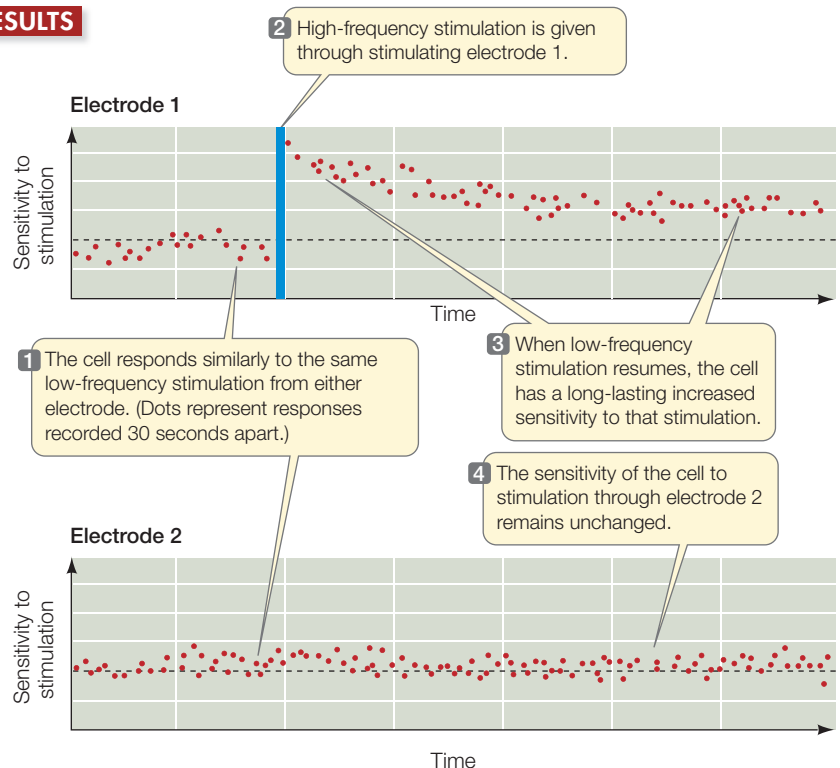 ESULTS
2 High-frequency stimulation is given
through stimulating electrode 1.
Electrode 1
Sensitivity to
stimulation
Time
1 The cell responds similarly to the same
low-frequency stimulation from either
electrode. (Dots represent responses
recorded 30 seconds apart.)
3 When low-frequency
stimulation resumes, the cell
has a long-lasting increased
sensitivity to that stimulation.
4 The sensitivity of the cell to
stimulation through electrode 2
remains unchanged.
Electrode 2
Sensitivity to
stimulation
Time